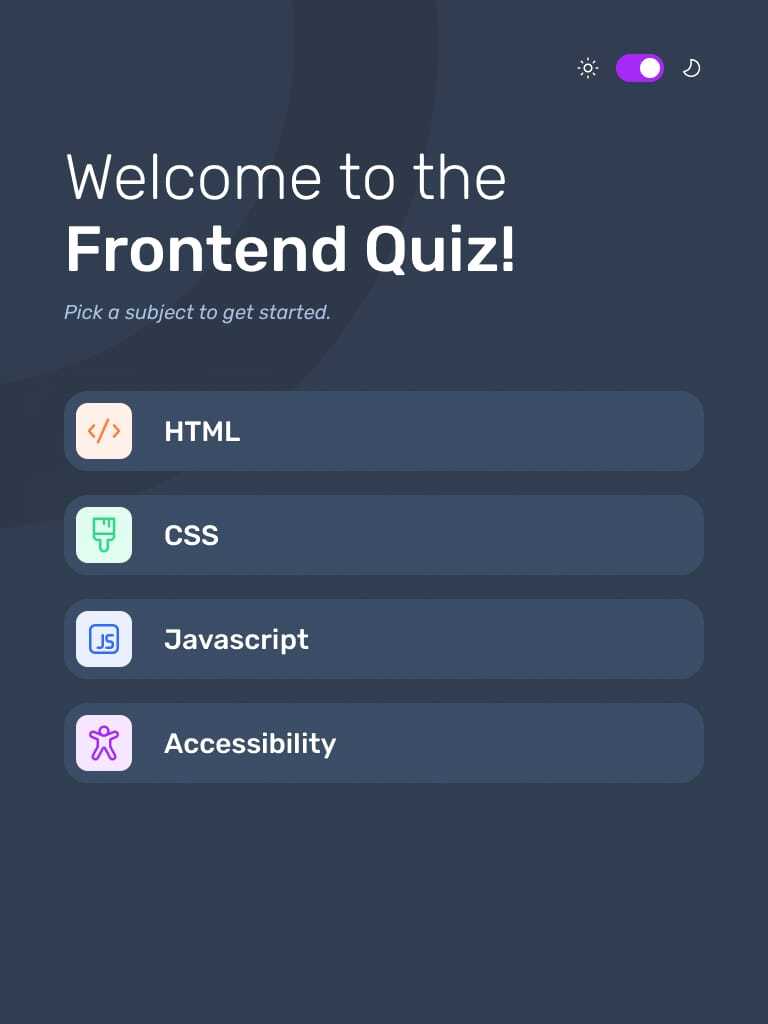 Welcome to the
Frontend Quiz!
Pick a subject to get started.
HTML
CSS
JS
Javascript
Accessibility